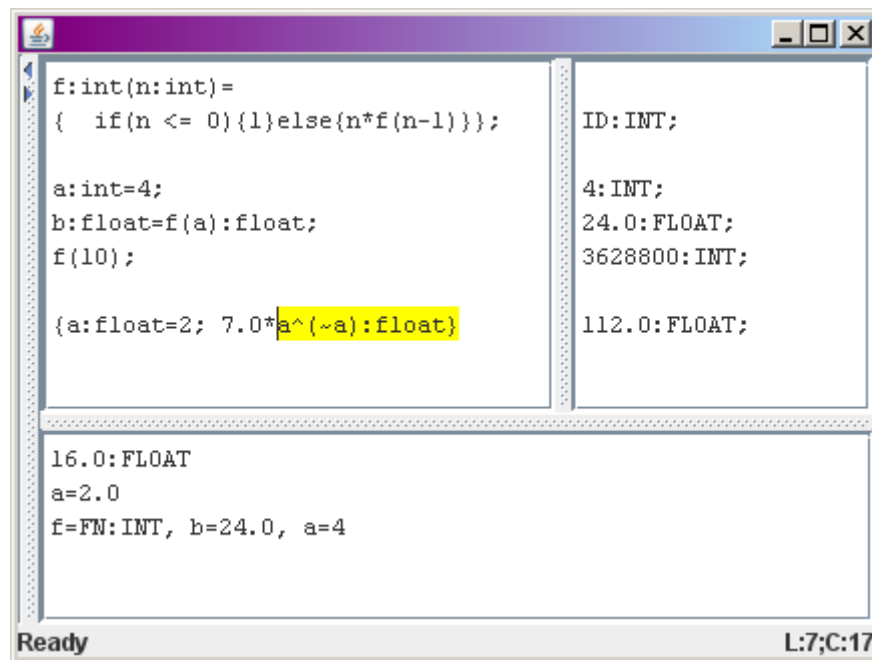 f:int(n:int)=
{  if(n <= 0){1}else{n*f(n-1)}};
a:int=4;
b:float=f(a):float;
f(10);
{a:float=2; 7.0*a^(~a):float}
ID:INT;
4:INT;
24.0:FLOAT;
3628800:INT;
112.0:FLOAT;
16.0:FLOAT
a=2.0
f=FN:INT, b=24.0, a=4
Ready
L:7;C:17